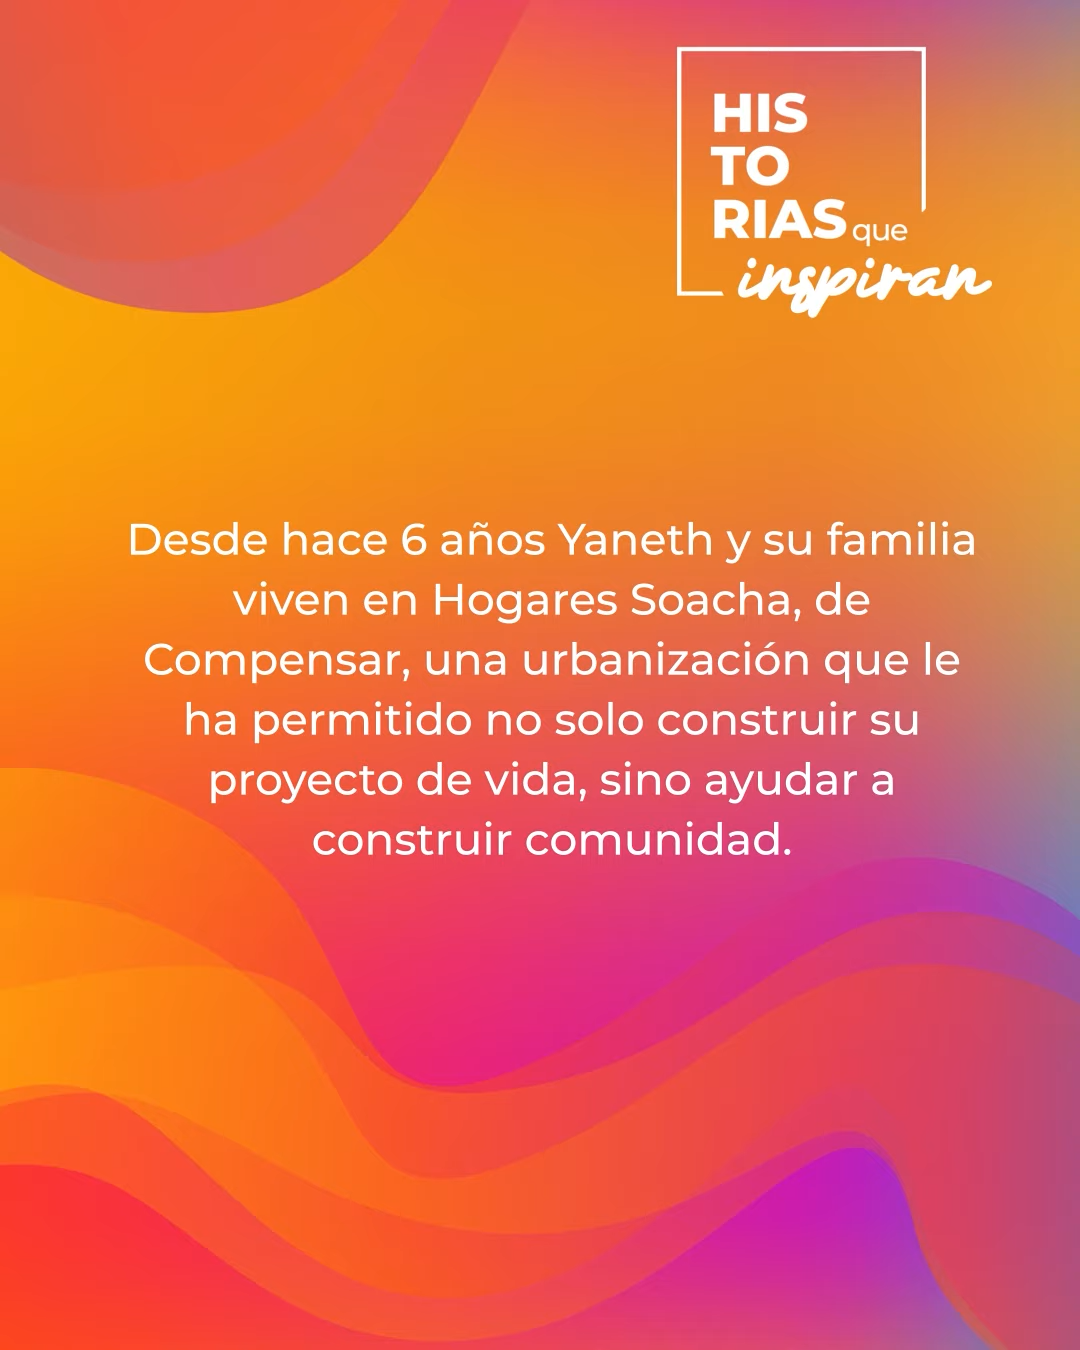 HIS
TO
RIAS que
inspiran
Desde hace 6 años Yaneth y su familia
viven en Hogares Soacha, de
Compensar, una urbanización que le
ha permitido no solo construir su
proyecto de vida, sino ayudar a
construir comunidad.